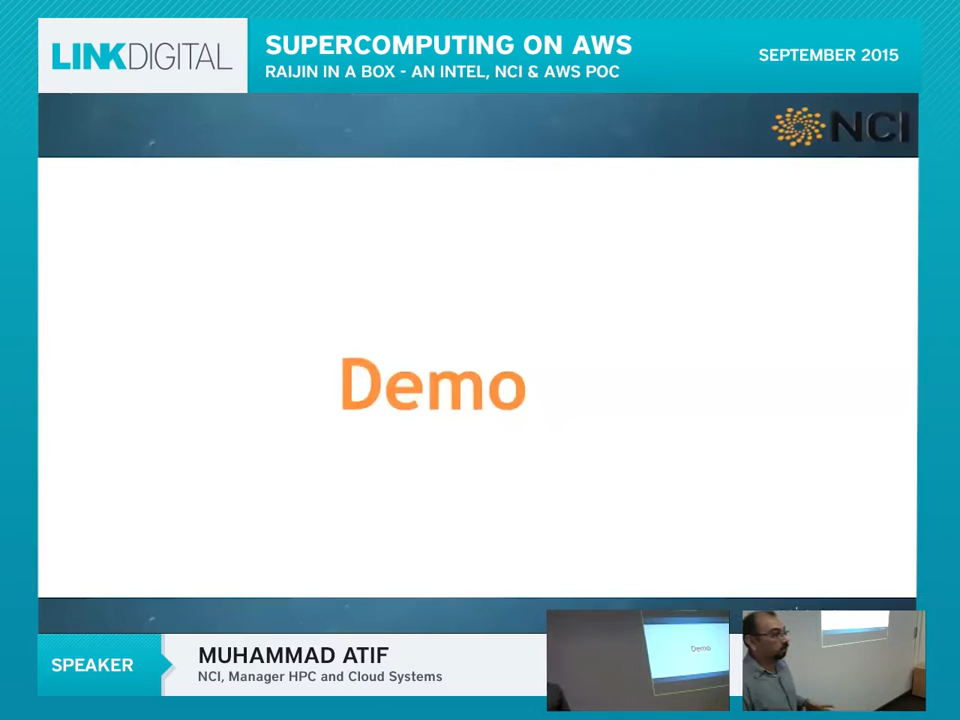 LINKDIGITAL
SUPERCOMPUTING ON AWS
RAIJIN IN A BOX - AN INTEL, NCI & AWS POC
SEPTEMBER 2015
NCI
Demo
SPEAKER
MUHAMMAD ATIF
NCI, Manager HPC and Cloud Systems
Demo